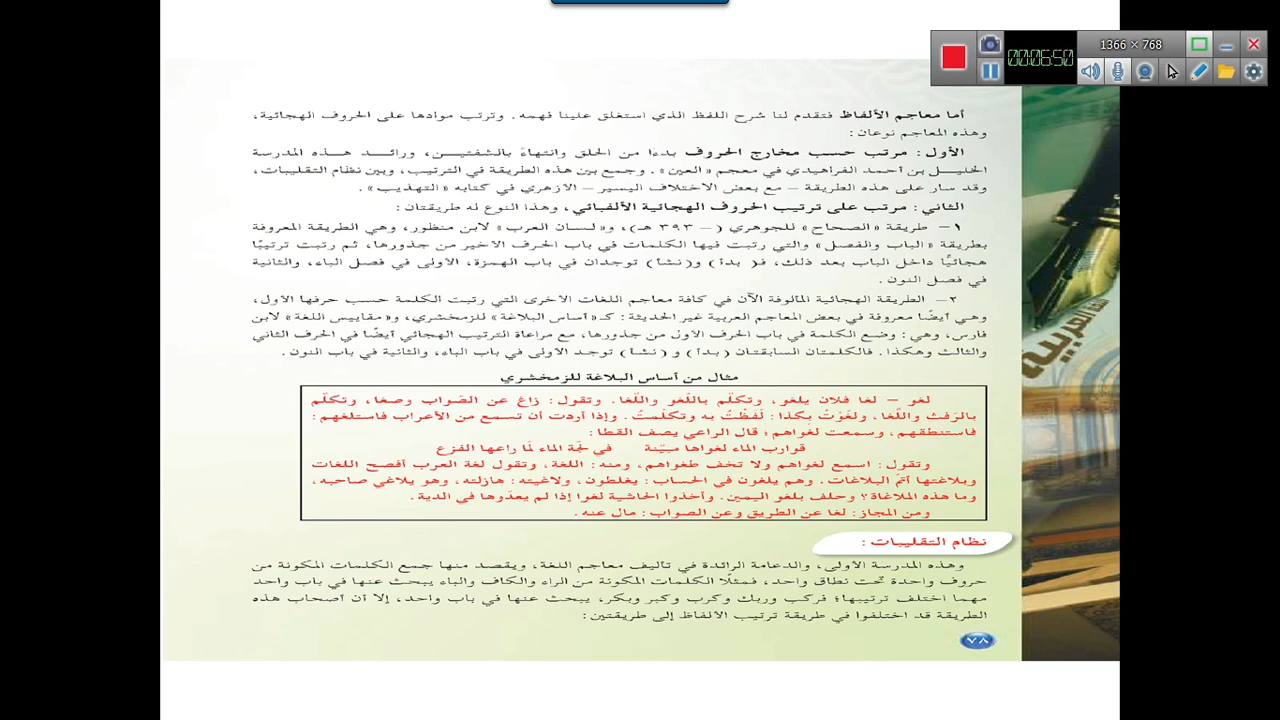 00:06:50
1366 × 768
أما معاجم الألفاظ فتقدم لنا شرح اللفظ الذي استغلق علينا فهمه. وترتب موادها على الحروف الهجائية،
وهذه المعاجم نوعان:
الأول: مرتب حسب مخارج الحروف بدءا من الحلق وانتهاءً بالشفتين، ورائد هذه المدرسة
الخليل بن أحمد الفراهيدي في معجم «العين». وجمع بين هذه الطريقة في الترتيب، وبين نظام التقليبات،
وقد سار على هذه الطريقة – مع بعض الاختلاف اليسير – الأزهري في كتابه «التهذيب».
الثاني: مرتب على ترتيب الحروف الهجائية الألفبائي، وهذا النوع له طريقتان:
١– طريقة «الصحاح» للجوهري (– ٣٩٣ هـ)، و«لسان العرب» لابن منظور، وهي الطريقة المعروفة
بطريقة «الباب والفصل» والتي رتبت فيها الكلمات في باب الحرف الأخير من جذورها، ثم رتبت ترتيبًا
هجائيًّا داخل الباب بعد ذلك، فـ( بدأ ) و(نشأ) توجدان في باب الهمزة، الأولى في فصل الباء، والثانية
في فصل النون.
٢– الطريقة الهجائية المألوفة الآن في كافة معاجم اللغات الأخرى التي رتبت الكلمة حسب حرفها الأول،
وهي أيضًا معروفة في بعض المعاجم العربية غير الحديثة: كـ«أساس البلاغة» للزمخشري، و«مقاييس اللغة» لابن
فارس، وهي: وضع الكلمة في باب الحرف الأول من جذورها، مع مراعاة الترتيب الهجائي أيضًا في الحرف الثاني
والثالث وهكذا. فالكلمتان السابقتان (بدأ) و (نشأ) توجد الأولى في باب الباء، والثانية في باب النون.
مثال من أساس البلاغة للزمخشري
لغو – لغا فلان يلغو، وتكلّم باللّغو واللّغا. وتقول: زاغ عن الصّواب وصغا، وتكلّم
بالرّفث واللّغا، ولغَوْتُ بكذا: لَفظْتُ به وتكلّمتُ. وإذا أردت أن تسمع من الأعراب فاستلغهم:
فاستنطقهم، وسمعت لغواهم؛ قال الراعي يصف القطا:
قوارب الماء لغواها مبيّنة في لجّة الماء لمّا راعها الفزع
وتقول: اسمع لغواهم ولا تخف طغواهم، ومنه: اللغة، وتقول لغة العرب أفصح اللغات
وبلاغتها أتمّ البلاغات. وهم يلغون في الحساب: يغلطون، ولاغيته: هازلته، وهو يلاغي صاحبه،
وما هذه الملاغاة؟ وحلف بلغو اليمين. وأخذوا الحاشية لغوا إذا لم يعدّوها في الدية.
ومن المجاز: لغا عن الطريق وعن الصواب: مال عنه.
نظام التقليبات:
وهذه المدرسة الأولى، والدعامة الرائدة في تأليف معاجم اللغة، ويقصد منها جمع الكلمات المكونة من
حروف واحدة تحت نطاق واحد، فمثلًا الكلمات المكونة من الراء والكاف والباء يبحث عنها في باب واحد
مهما اختلف ترتيبها؛ فركب وربك وكرب وكبر وبكر، يبحث عنها في باب واحد، إلا أن أصحاب هذه
الطريقة قد اختلفوا في طريقة ترتيب الألفاظ إلى طريقتين:
٧٨